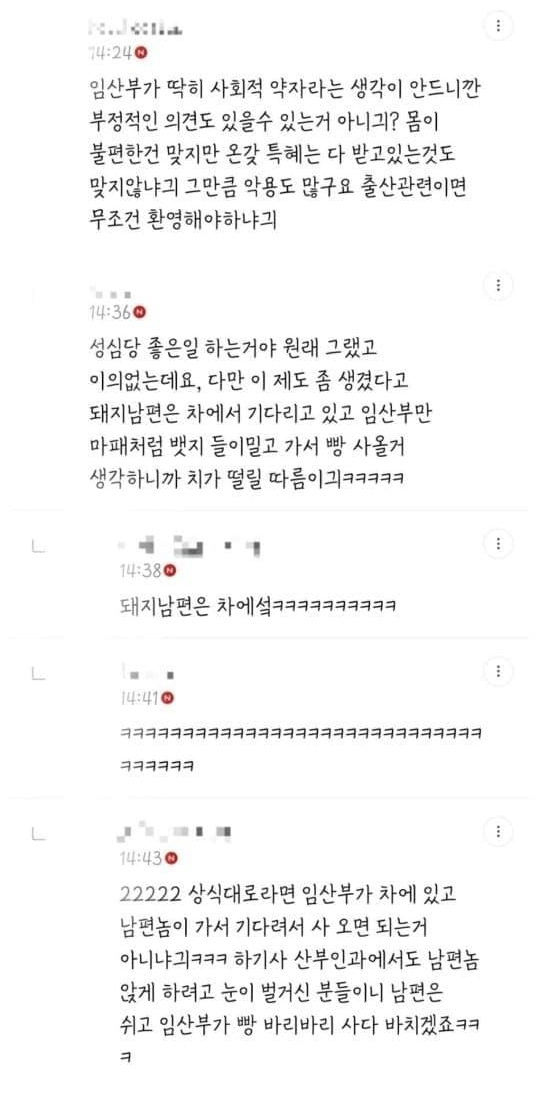 14:24 N
임산부가 딱히 사회적 약자라는 생각이 안드니깐
부정적인 의견도 있을수 있는거 아니긔? 몸이
불편한건 맞지만 온갖 특혜는 다 받고있는것도
맞지않냐긔 그만큼 악용도 많구요 출산관련이면
무조건 환영해야하냐긔
14:36 N
성심당 좋은일 하는거야 원래 그랬고
이의없는데요, 다만 이 제도 좀 생겼다고
돼지남편은 차에서 기다리고 있고 임산부만
마패처럼 뱃지 들이밀고 가서 빵 사올거
생각하니까 치가 떨릴 따름이긔ㅋㅋㅋㅋㅋ
14:38 N
돼지남편은 차에섴ㅋㅋㅋㅋㅋㅋㅋㅋㅋㅋ
14:41 N
ㅋㅋㅋㅋㅋㅋㅋㅋㅋㅋㅋㅋㅋㅋㅋㅋㅋㅋㅋㅋㅋㅋㅋㅋㅋㅋㅋㅋㅋ
ㅋㅋㅋㅋㅋㅋ
14:43 N
22222 상식대로라면 임산부가 차에 있고
남편놈이 가서 기다려서 사 오면 되는거
아니냐긔ㅋㅋㅋ 하기사 산부인과에서도 남편놈
앉게 하려고 눈이 벌거신 분들이니 남편은
쉬고 임산부가 빵 바리바리 사다 바치겠죠ㅋㅋ
ㅋ